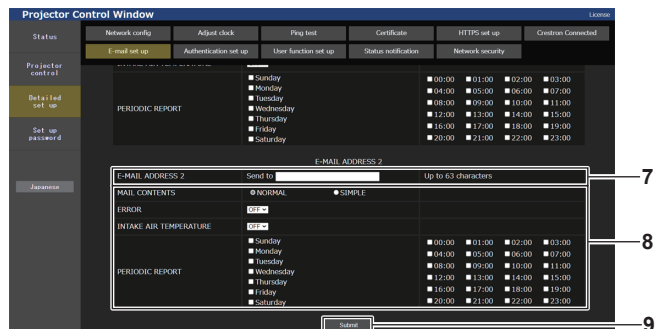 Projector Control Window
License
Status
Network config
Adjust clock
Ping test
Certificate
HTTPS set up
Crestron Connected
E-mail set up
Authentication set up
User function set up
Status notification
Network security
Projector control
Detailed set up
Set up password
Japanese
PERIODIC REPORT
Sunday
Monday
Tuesday
Wednesday
Thursday
Friday
Saturday
00:00 01:00 02:00 03:00
04:00 05:00 06:00 07:00
08:00 09:00 10:00 11:00
12:00 13:00 14:00 15:00
16:00 17:00 18:00 19:00
20:00 21:00 22:00 23:00
E-MAIL ADDRESS 2
E-MAIL ADDRESS 2 Send to Up to 63 characters
7
MAIL CONTENTS NORMAL SIMPLE
ERROR OFF
INTAKE AIR TEMPERATURE OFF
8
PERIODIC REPORT
Sunday
Monday
Tuesday
Wednesday
Thursday
Friday
Saturday
00:00 01:00 02:00 03:00
04:00 05:00 06:00 07:00
08:00 09:00 10:00 11:00
12:00 13:00 14:00 15:00
16:00 17:00 18:00 19:00
20:00 21:00 22:00 23:00
Submit
9